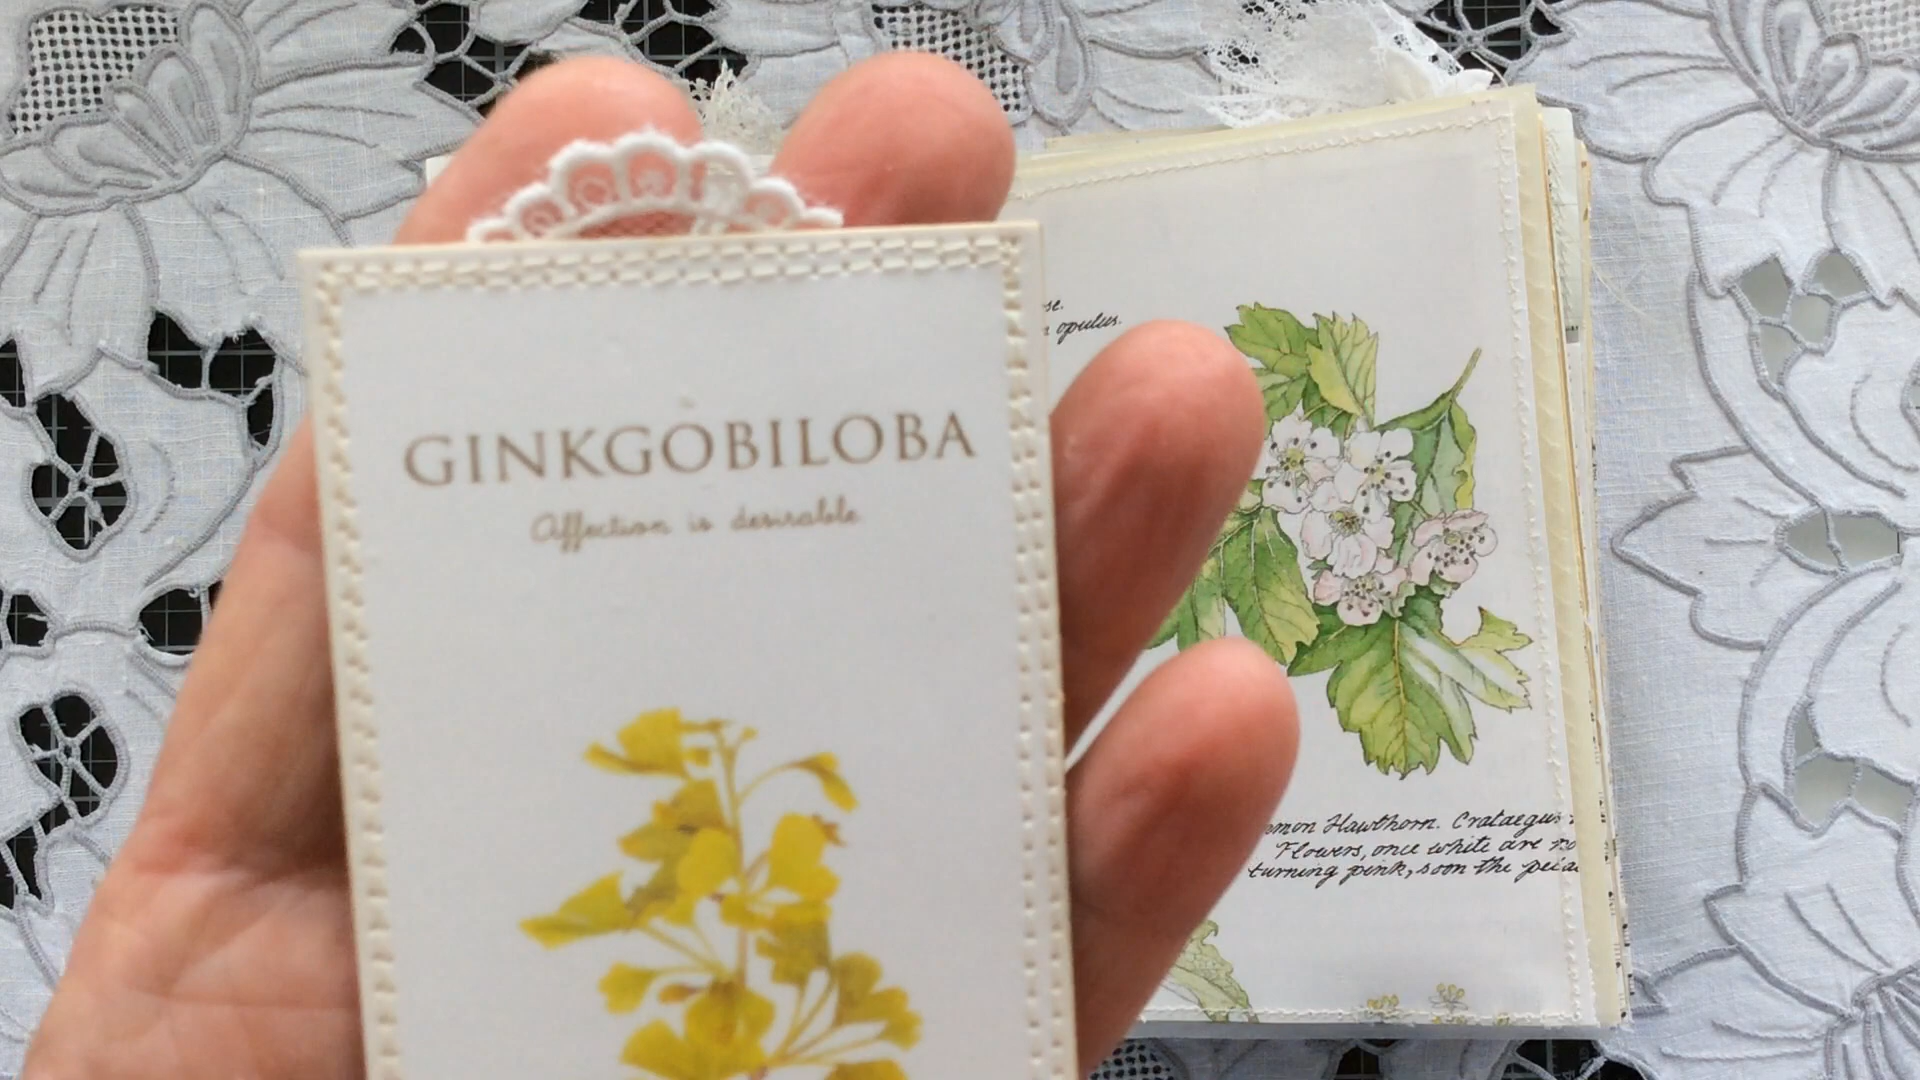 GINKGOBILOBA
Affection is desirable
opulus.
Hawthorn. Crataegus
Flowers, once white are
turning pink, soon the